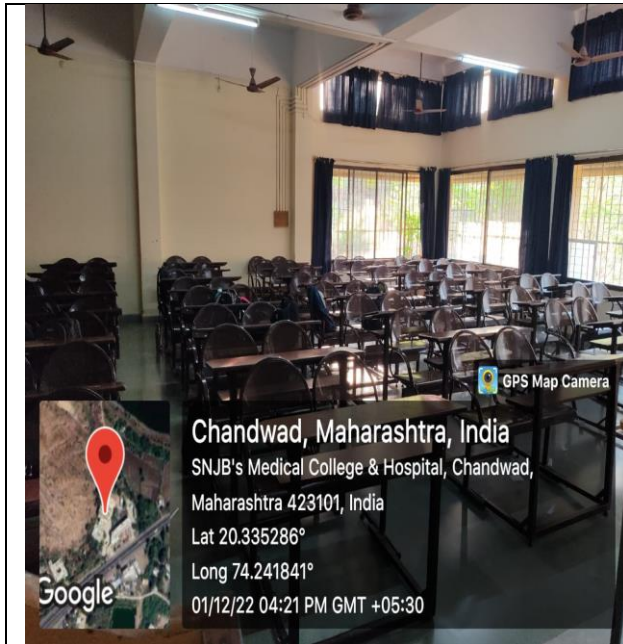 GPS Map Camera
Chandwad, Maharashtra, India
SNJB's Medical College & Hospital, Chandwad,
Maharashtra 423101, India
Lat 20.335286°
Long 74.241841°
01/12/22 04:21 PM GMT +05:30
Google